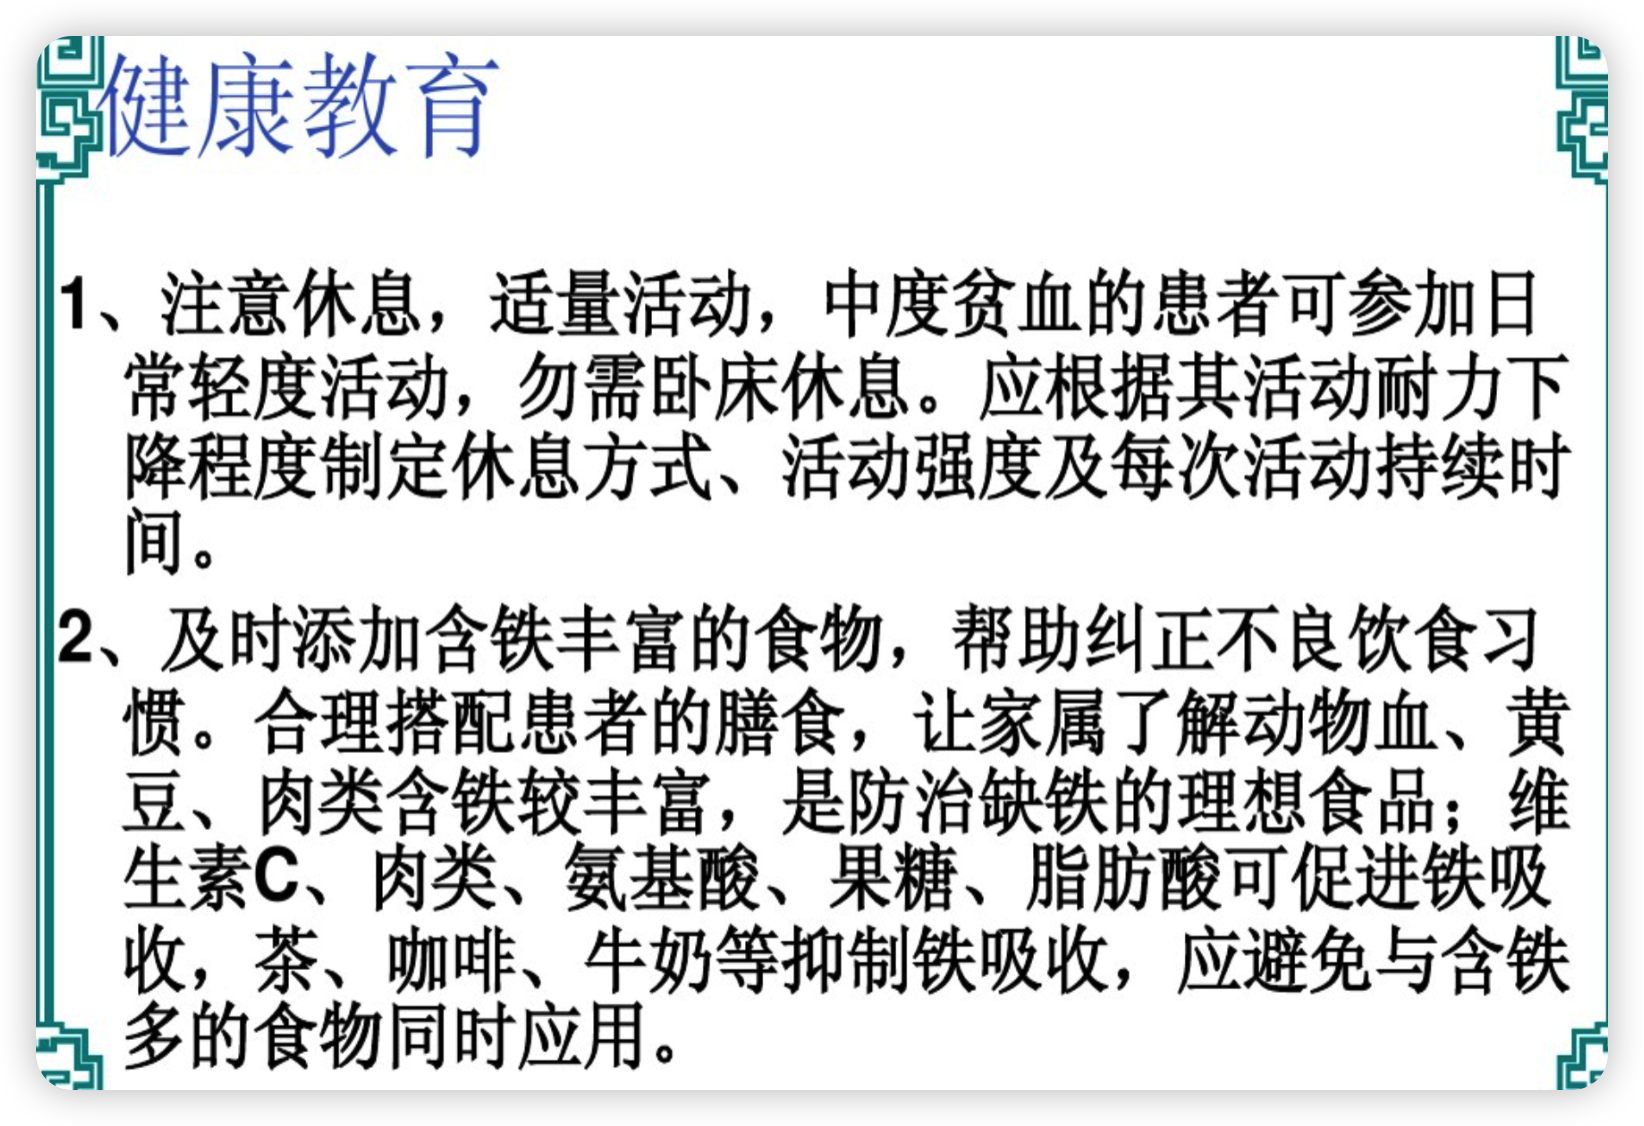 健康教育
1、注意休息，适量活动，中度贫血的患者可参加日
常轻度活动，勿需卧床休息。应根据其活动耐力下
降程度制定休息方式、活动强度及每次活动持续时
间。
2、及时添加含铁丰富的食物，帮助纠正不良饮食习
惯。合理搭配患者的膳食，让家属了解动物血、黄
豆、肉类含铁较丰富，是防治缺铁的理想食品；维
生素C、肉类、氨基酸、果糖、脂肪酸可促进铁吸
收，茶、咖啡、牛奶等抑制铁吸收，应避免与含铁
多的食物同时应用。